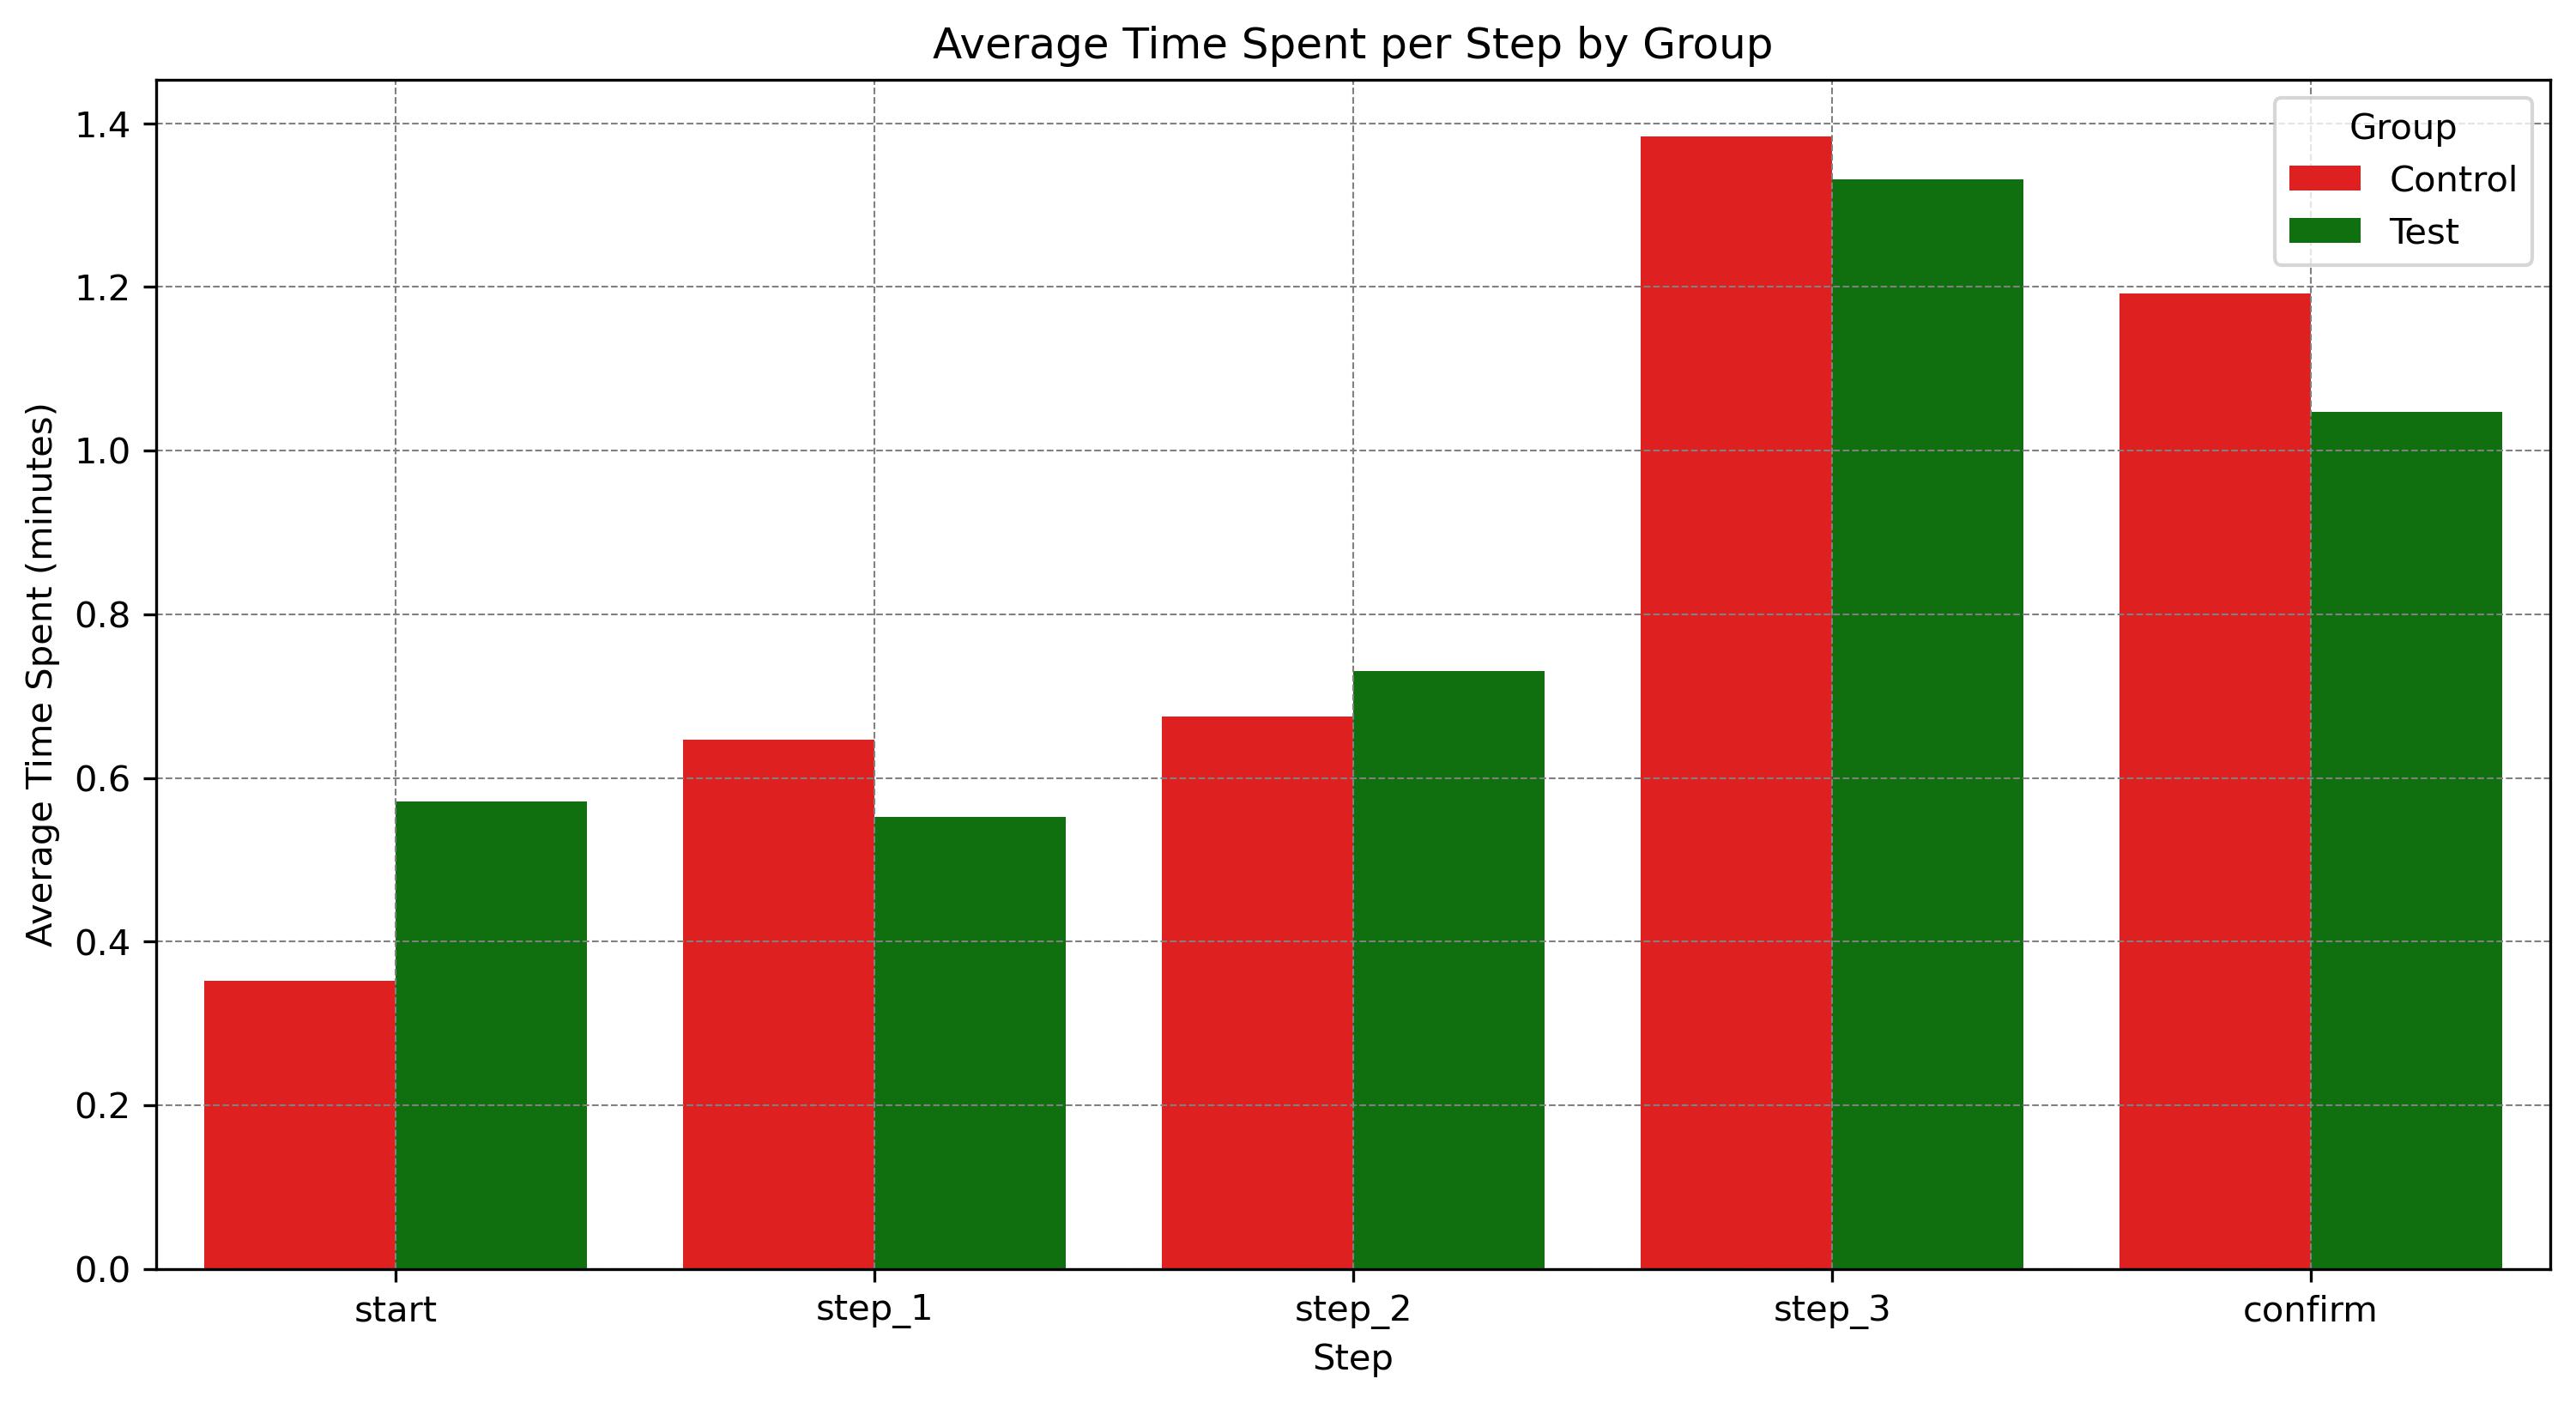 Average Time Spent per Step by Group
Average Time Spent (minutes)
1.4
1.2
1.0
0.8
0.6
0.4
0.2
0.0
Group
Control
Test
start step_1 step_2 step_3 confirm
Step